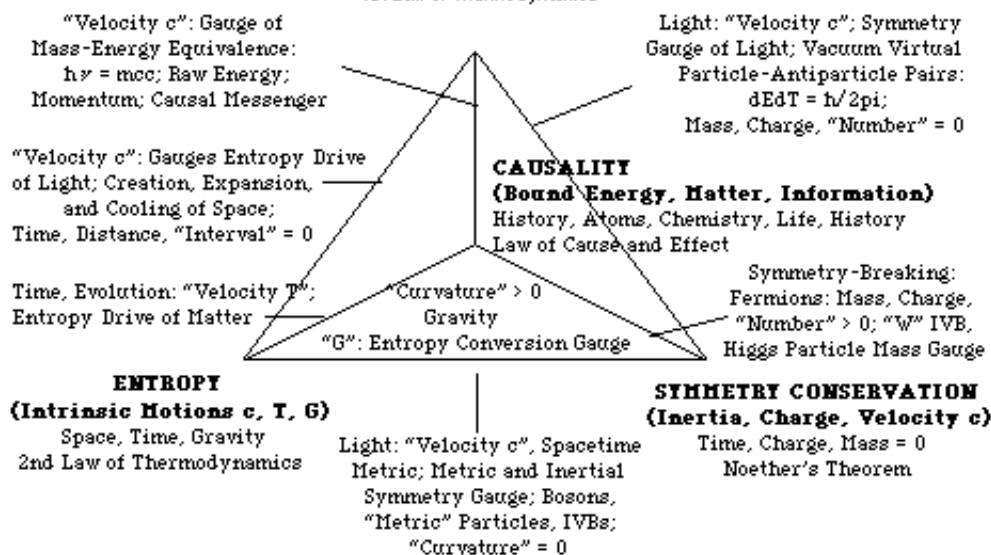 "Velocity c": Gauge of
Mass-Energy Equivalence:
hν = mcc; Raw Energy;
Momentum; Causal Messenger
Light: "Velocity c"; Symmetry
Gauge of Light; Vacuum Virtual
Particle-Antiparticle Pairs:
dEdT = ħ/2pi;
Mass, Charge, "Number" = 0
"Velocity c": Gauges Entropy Drive
of Light; Creation, Expansion,
and Cooling of Space;
Time, Distance, "Interval" = 0
CAUSALITY
(Bound Energy, Matter, Information)
History, Atoms, Chemistry, Life, History
Law of Cause and Effect
Time, Evolution: "Velocity T";
Entropy Drive of Matter
"Curvature" > 0
Gravity
"G": Entropy Conversion Gauge
Symmetry-Breaking:
Fermions: Mass, Charge,
"Number" > 0; "W" IVB,
Higgs Particle Mass Gauge
ENTROPY
(Intrinsic Motions c, T, G)
Space, Time, Gravity
2nd Law of Thermodynamics
Light: "Velocity c", Spacetime
Metric; Metric and Inertial
Symmetry Gauge; Bosons,
"Metric" Particles, IVBs;
"Curvature" = 0
SYMMETRY CONSERVATION
(Inertia, Charge, Velocity c)
Time, Charge, Mass = 0
Noether's Theorem